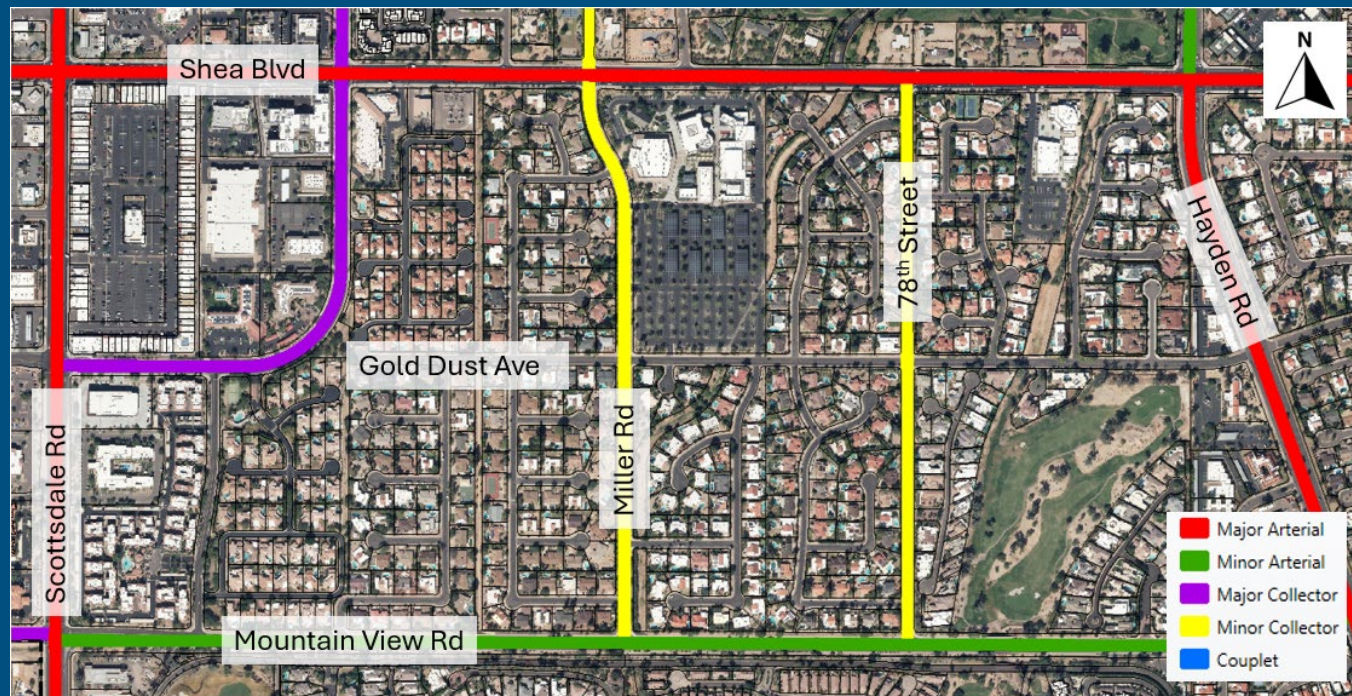 N
Shea Blvd
78th Street
Hayden Rd
Gold Dust Ave
Miller Rd
Scottsdale Rd
Mountain View Rd
Major Arterial
Minor Arterial
Major Collector
Minor Collector
Couplet